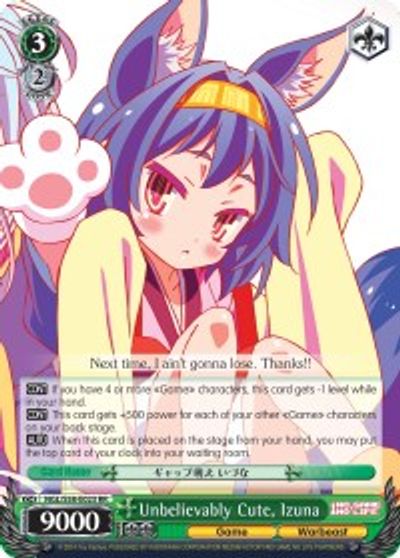 3
2
Next time, I ain't gonna lose. Thanks!!
CONT If you have 4 or more «Game» characters, this card gets -1 level while
in your hand.
CONT This card gets +500 power for each of your other «Game» characters
on your back stage.
AUTO When this card is placed on the stage from your hand, you may put
the top card of your clock into your waiting room.
ギャップ萌え いづな
9000
Unbelievably Cute, Izuna
Game
Warbeast